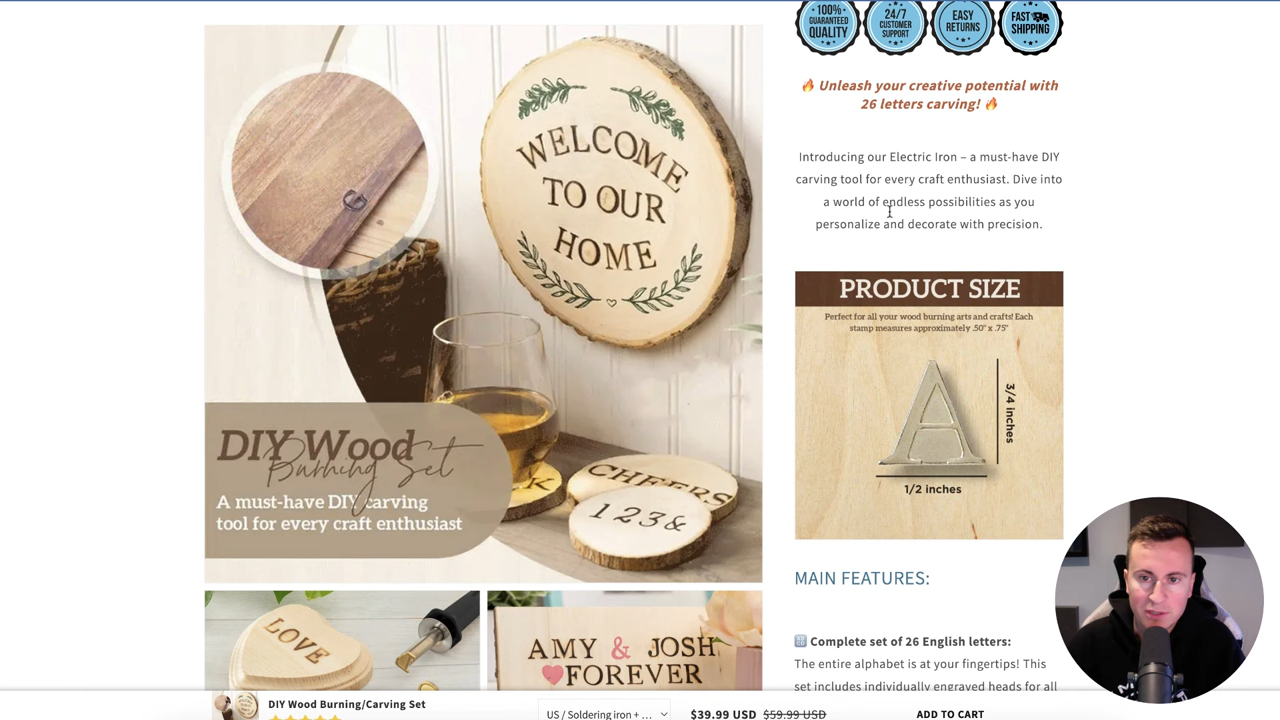 100%
GUARANTEED
QUALITY
24/7
CUSTOMER
SUPPORT
EASY
RETURNS
FAST
SHIPPING
🔥 Unleash your creative potential with
26 letters carving! 🔥
Introducing our Electric Iron – a must-have DIY
carving tool for every craft enthusiast. Dive into
a world of endless possibilities as you
personalize and decorate with precision.
WELCOME
TO OUR
HOME
DIY Wood
Burning Set
A must-have DIY carving
tool for every craft enthusiast
CHEERS
123&
PRODUCT SIZE
Perfect for all your wood burning arts and crafts! Each
stamp measures approximately .50" x .75"
A
3/4 inches
1/2 inches
MAIN FEATURES:
🔠 Complete set of 26 English letters:
The entire alphabet is at your fingertips! This
set includes individually engraved heads for all
LOVE
AMY & JOSH
FOREVER
DIY Wood Burning/Carving Set
US / Soldering iron + ...
$39.99 USD $59.99 USD
ADD TO CART